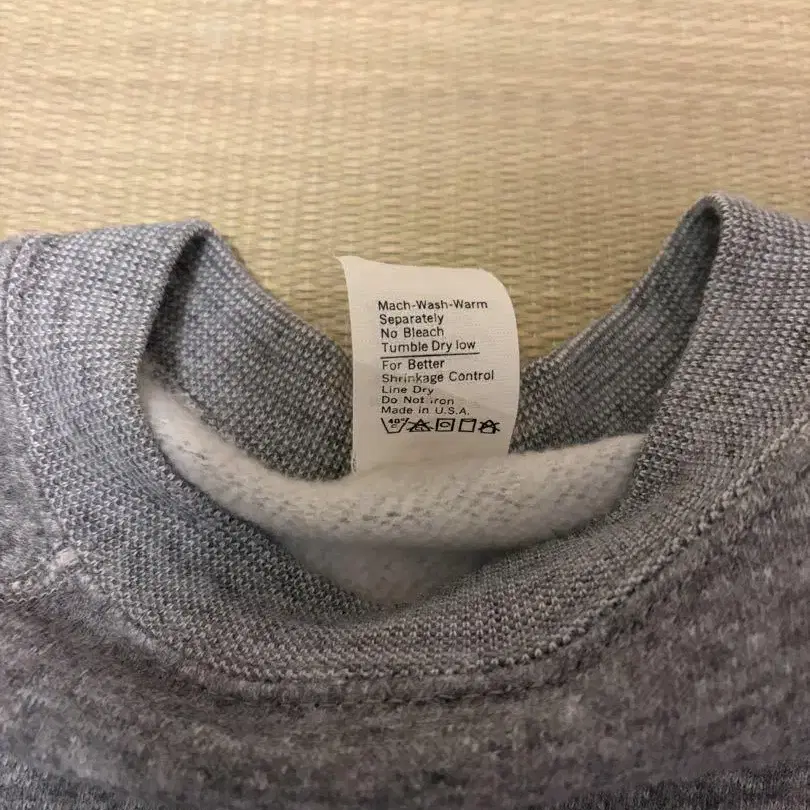 Mach-Wash-Warm
Separately
No Bleach
Tumble Dry low
For Better
Shrinkage Control
Line Dry
Do Not iron
Made in U.S.A.